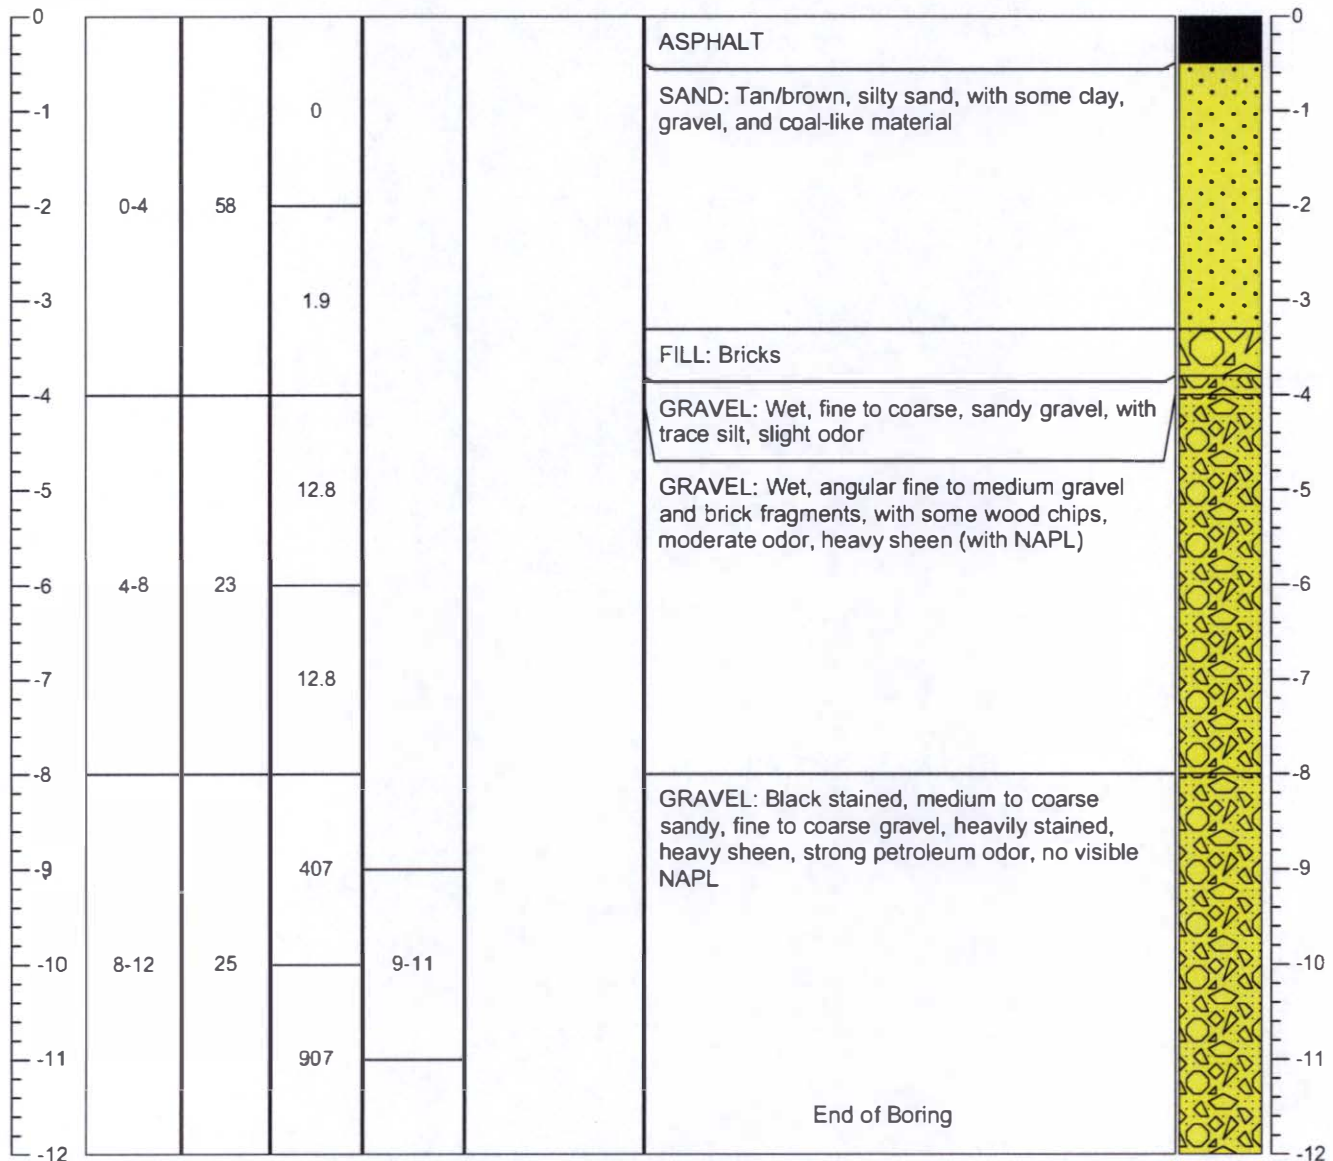 0
-1
-2
-3
-4
-5
-6
-7
-8
-9
-10
-11
-12
0-4
4-8
8-12
58
23
25
0
1.9
12.8
12.8
407
907
9-11
ASPHALT
SAND: Tan/brown, silty sand, with some clay,
gravel, and coal-like material
FILL: Bricks
GRAVEL: Wet, fine to coarse, sandy gravel, with
trace silt, slight odor
GRAVEL: Wet, angular fine to medium gravel
and brick fragments, with some wood chips,
moderate odor, heavy sheen (with NAPL)
GRAVEL: Black stained, medium to coarse
sandy, fine to coarse gravel, heavily stained,
heavy sheen, strong petroleum odor, no visible
NAPL
End of Boring
0
-1
-2
-3
-4
-5
-6
-7
-8
-9
-10
-11
-12